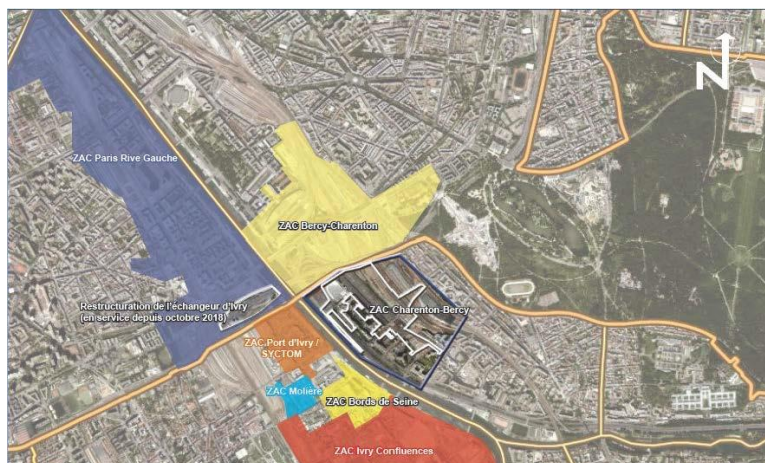 N
ZAC Paris Rive Gauche
ZAC Bercy-Charenton
Restructuration de l'échangeur d'Ivry
(en service depuis octobre 2018)
ZAC Charenton-Bercy
ZAC Port d'Ivry /
SYCTOM
ZAC Molière
ZAC Bords de Seine
ZAC Ivry Confluences